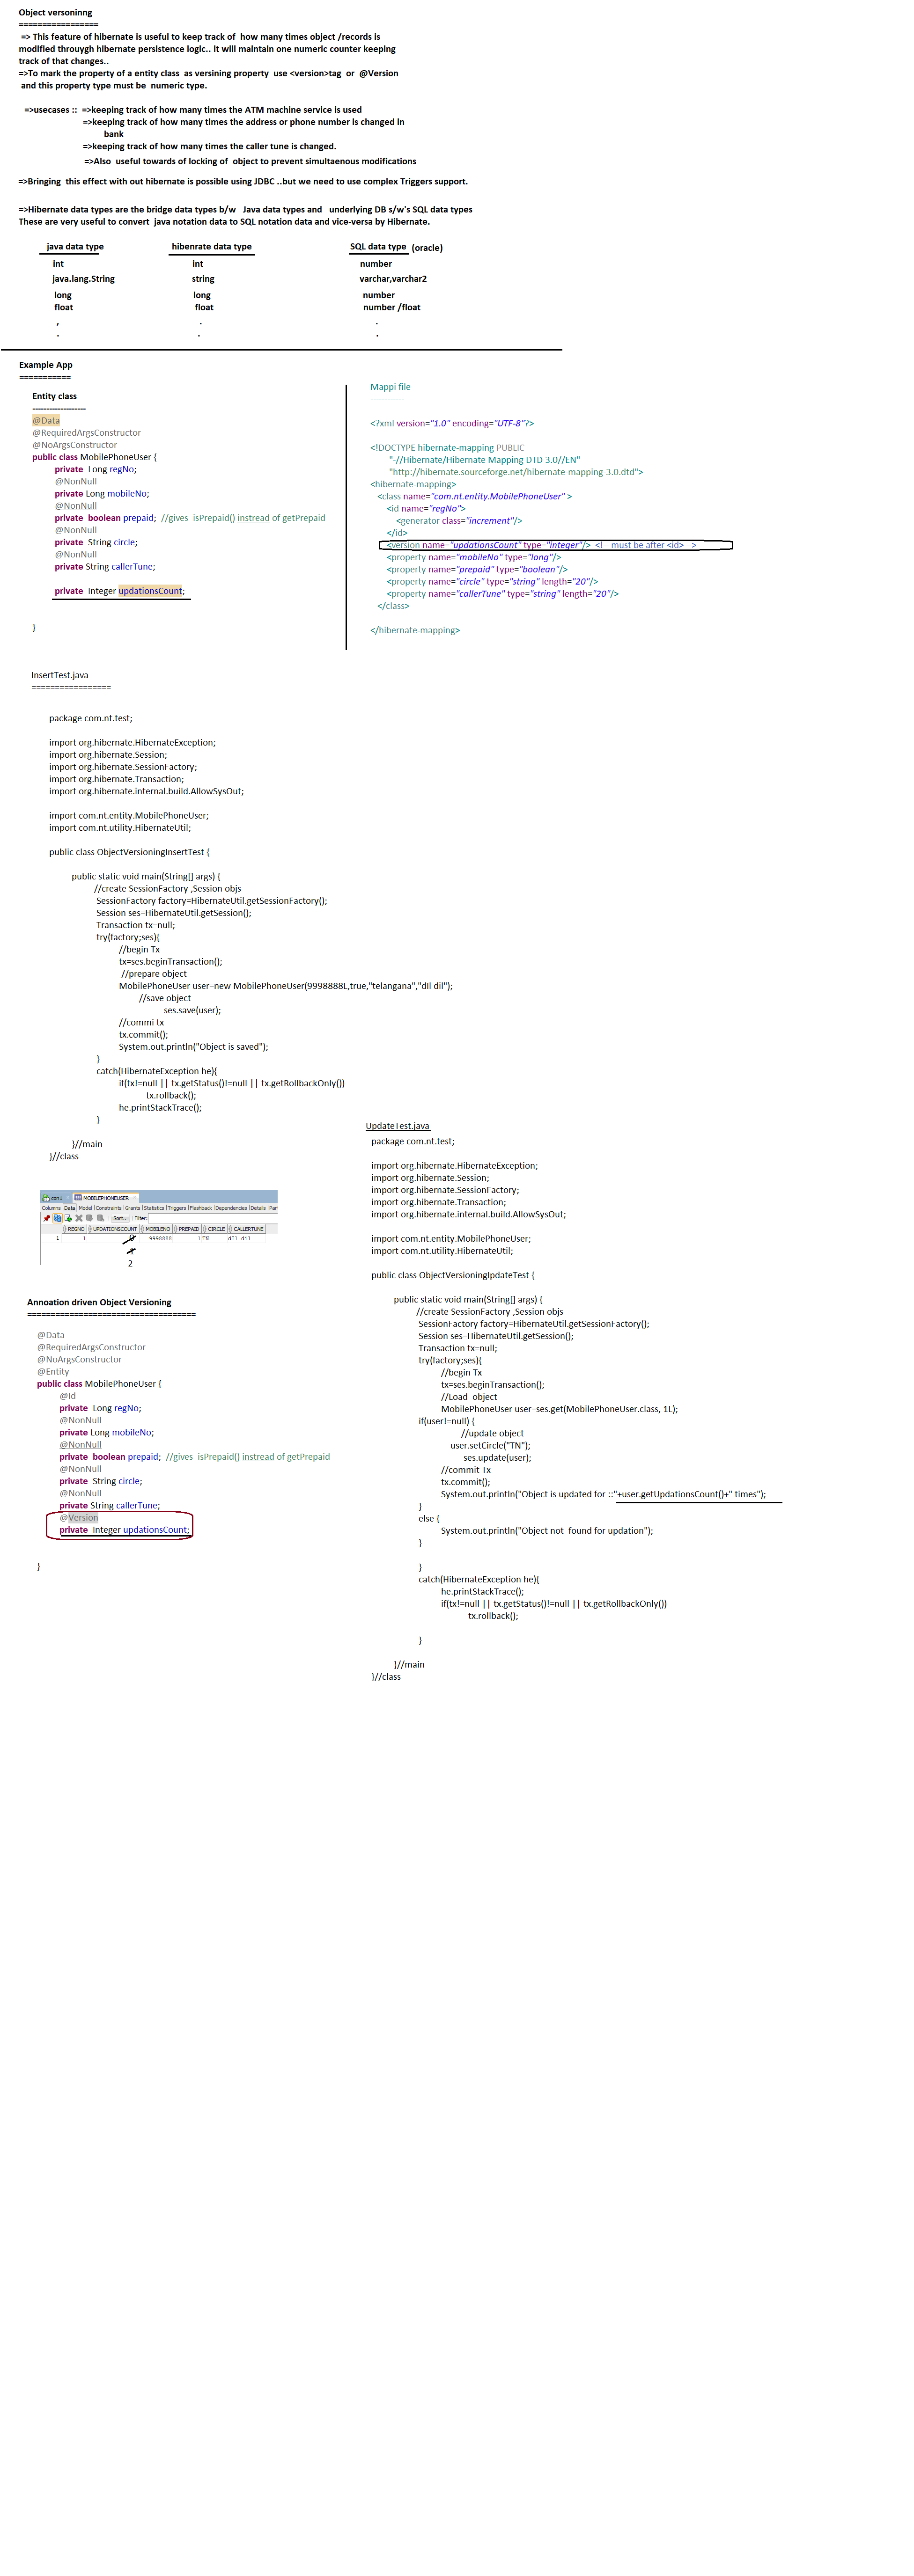 Object versoninng
=================
=> This feature of hibernate is useful to keep track of  how many times object /records is
modified throuygh hibernate persistence logic.. it will maintain one numeric counter keeping
track of that changes..
=>To mark the property of a entity class  as versining property  use <version>tag  or  @Version
and this property type must be  numeric type.
=>usecases ::  =>keeping track of how many times the ATM machine service is used
=>keeping track of how many times the address or phone number is changed in
bank
=>keeping track of how many times the caller tune is changed.
=>Also  useful towards of locking of  object to prevent simultaenous modifications
=>Bringing  this effect with out hibernate is possible using JDBC ..but we need to use complex Triggers support.
=>Hibernate data types are the bridge data types b/w   Java data types and   underlying DB s/w's SQL data types
These are very useful to convert  java notation data to SQL notation data and vice-versa by Hibernate.
java data type    hibenrate data type    SQL data type  (oracle)
int    int    number
java.lang.String    string    varchar,varchar2
long    long    number
float    float    number /float
,    .    .
.    .    .
Example App
===========
Entity class
-------------------
@Data
@RequiredArgsConstructor
@NoArgsConstructor
public class MobilePhoneUser {
private  Long regNo;
@NonNull
private Long mobileNo;
@NonNull
private  boolean prepaid;  //gives  isPrepaid() instread of getPrepaid
@NonNull
private  String circle;
@NonNull
private String callerTune;
private  Integer updationsCount;
}
Mappi file
------------
<?xml version="1.0" encoding="UTF-8"?>
<!DOCTYPE hibernate-mapping PUBLIC
"-//Hibernate/Hibernate Mapping DTD 3.0//EN"
"http://hibernate.sourceforge.net/hibernate-mapping-3.0.dtd">
<hibernate-mapping>
<class name="com.nt.entity.MobilePhoneUser" >
<id name="regNo">
<generator class="increment"/>
</id>
<version name="updationsCount" type="integer"/>  <!-- must be after <id> -->
<property name="mobileNo" type="long"/>
<property name="prepaid" type="boolean"/>
<property name="circle" type="string" length="20"/>
<property name="callerTune" type="string" length="20"/>
</class>
</hibernate-mapping>
InsertTest.java
=================
package com.nt.test;
import org.hibernate.HibernateException;
import org.hibernate.Session;
import org.hibernate.SessionFactory;
import org.hibernate.Transaction;
import org.hibernate.internal.build.AllowSysOut;
import com.nt.entity.MobilePhoneUser;
import com.nt.utility.HibernateUtil;
public class ObjectVersioningInsertTest {
public static void main(String[] args) {
//create SessionFactory ,Session objs
SessionFactory factory=HibernateUtil.getSessionFactory();
Session ses=HibernateUtil.getSession();
Transaction tx=null;
try(factory;ses){
//begin Tx
tx=ses.beginTransaction();
//prepare object
MobilePhoneUser user=new MobilePhoneUser(9998888L,true,"telangana","dIl dil");
//save object
ses.save(user);
//commi tx
tx.commit();
System.out.println("Object is saved");
}
catch(HibernateException he){
if(tx!=null || tx.getStatus()!=null || tx.getRollbackOnly())
tx.rollback();
he.printStackTrace();
}
}//main
}//class
con1    MOBILEPHONEUSER
Columns  Data  Model  Constraints  Grants  Statistics  Triggers  Flashback  Dependencies  Details  Par
Sort..  Filter:
REGNO  UPDATIONSCOUNT  MOBILENO  PREPAID  CIRCLE  CALLERTUNE
1  1  0  9998888  1 TN  dIl dil
1
2
Annoation driven Object Versioning
====================================
@Data
@RequiredArgsConstructor
@NoArgsConstructor
@Entity
public class MobilePhoneUser {
@Id
private  Long regNo;
@NonNull
private Long mobileNo;
@NonNull
private  boolean prepaid;  //gives  isPrepaid() instread of getPrepaid
@NonNull
private  String circle;
@NonNull
private String callerTune;
@Version
private  Integer updationsCount;
}
UpdateTest.java
package com.nt.test;
import org.hibernate.HibernateException;
import org.hibernate.Session;
import org.hibernate.SessionFactory;
import org.hibernate.Transaction;
import org.hibernate.internal.build.AllowSysOut;
import com.nt.entity.MobilePhoneUser;
import com.nt.utility.HibernateUtil;
public class ObjectVersioningIpdateTest {
public static void main(String[] args) {
//create SessionFactory ,Session objs
SessionFactory factory=HibernateUtil.getSessionFactory();
Session ses=HibernateUtil.getSession();
Transaction tx=null;
try(factory;ses){
//begin Tx
tx=ses.beginTransaction();
//Load  object
MobilePhoneUser user=ses.get(MobilePhoneUser.class, 1L);
if(user!=null) {
//update object
user.setCircle("TN");
ses.update(user);
//commit Tx
tx.commit();
System.out.println("Object is updated for ::"+user.getUpdationsCount()+" times");
}
else {
System.out.println("Object not  found for updation");
}
}
catch(HibernateException he){
he.printStackTrace();
if(tx!=null || tx.getStatus()!=null || tx.getRollbackOnly())
tx.rollback();
}
}//main
}//class